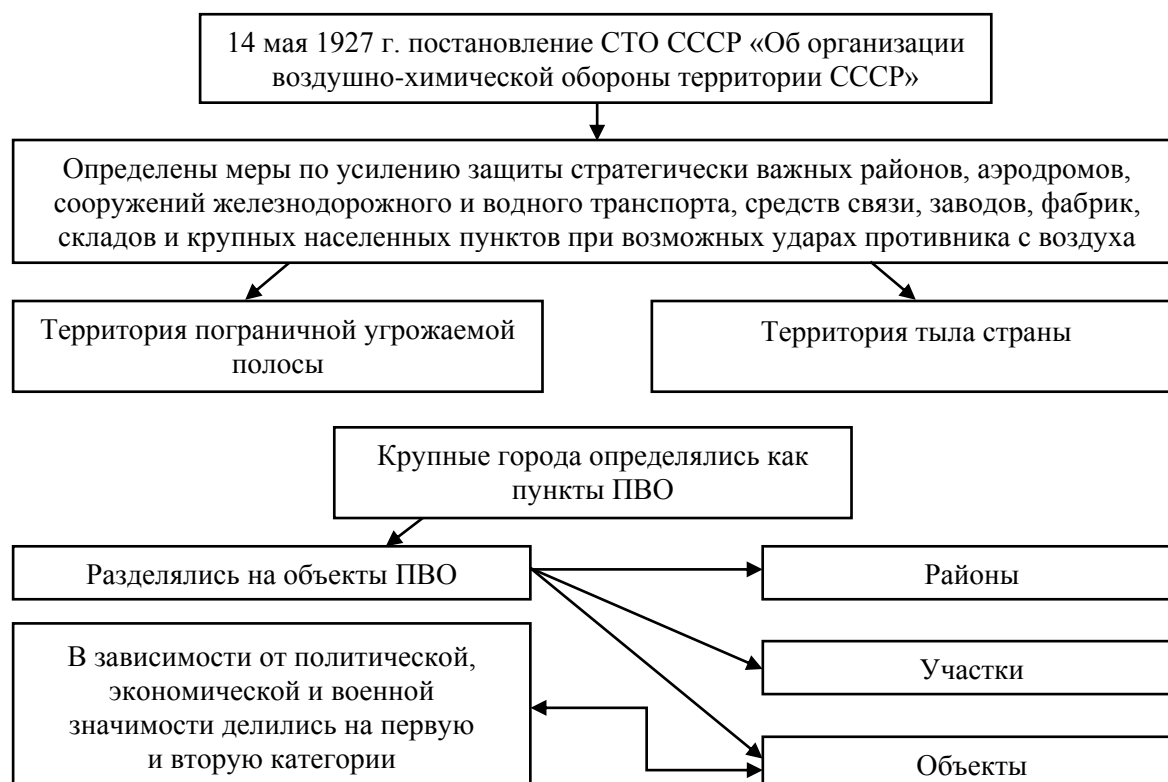 14 мая 1927 г. постановление СТО СССР «Об организации
воздушно-химической обороны территории СССР»
Определены меры по усилению защиты стратегически важных районов, аэродромов,
сооружений железнодорожного и водного транспорта, средств связи, заводов, фабрик,
складов и крупных населенных пунктов при возможных ударах противника с воздуха
Территория пограничной угрожаемой
полосы
Территория тыла страны
Крупные города определялись как
пункты ПВО
Разделялись на объекты ПВО
Районы
В зависимости от политической,
экономической и военной
значимости делились на первую
и вторую категории
Участки
Объекты